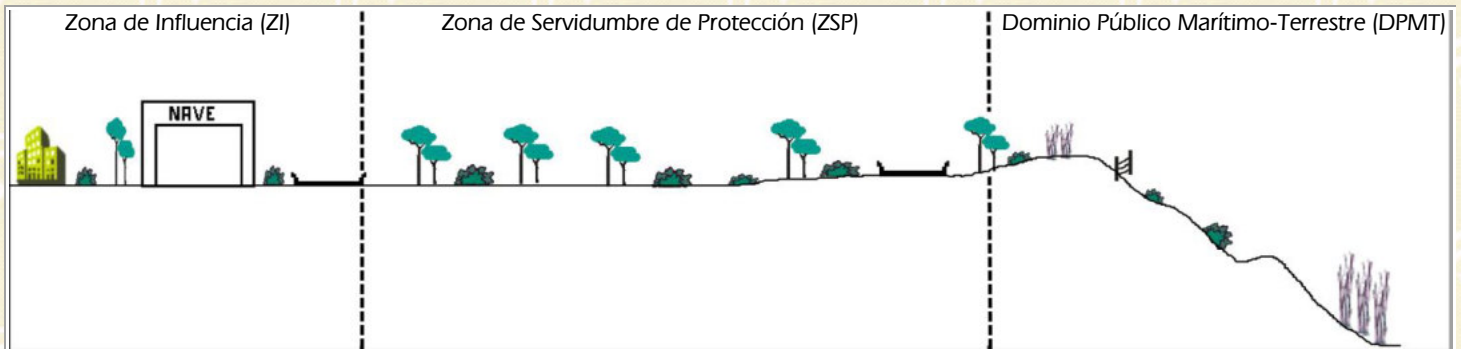 Zona de Influencia (ZI)
Zona de Servidumbre de Protección (ZSP)
Dominio Público Marítimo-Terrestre (DPMT)
NAVE